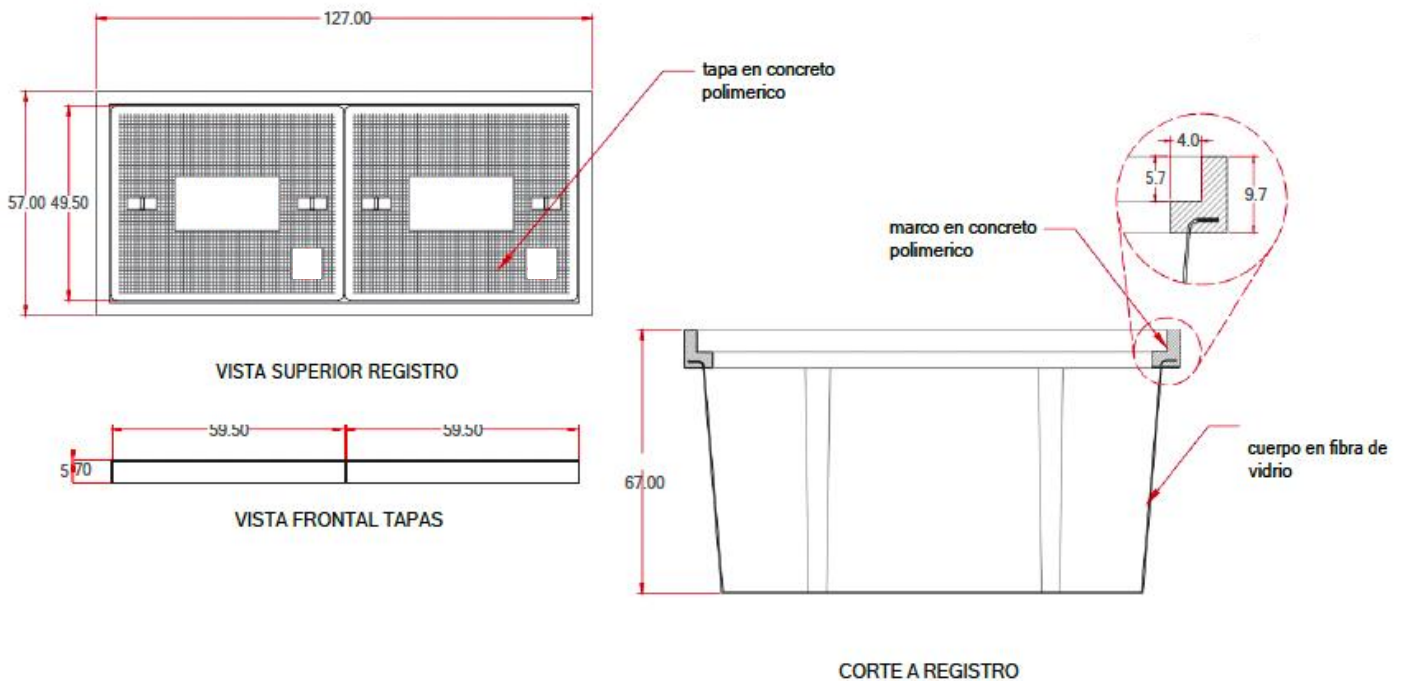 127.00
tapa en concreto
polimerico
4.0
5.7
9.7
57.00 49.50
marco en concreto
polimerico
VISTA SUPERIOR REGISTRO
59.50 59.50
5.70
67.00
cuerpo en fibra de
vidrio
VISTA FRONTAL TAPAS
CORTE A REGISTRO